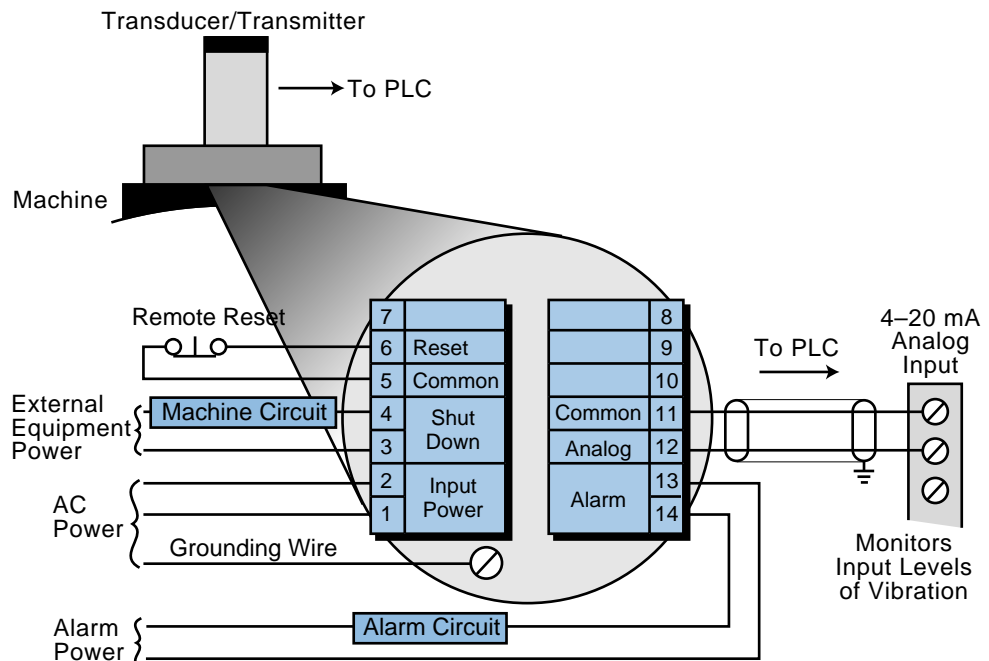 Transducer/Transmitter
To PLC
Machine
Remote Reset
External
Equipment
Power
Machine Circuit
AC
Power
Grounding Wire
Alarm
Power
Alarm Circuit
7
6 Reset
5 Common
4
3
Shut
Down
2
1
Input
Power
8
9
10
Common 11
Analog 12
Alarm
13
14
To PLC
4–20 mA
Analog
Input
Monitors
Input Levels
of Vibration